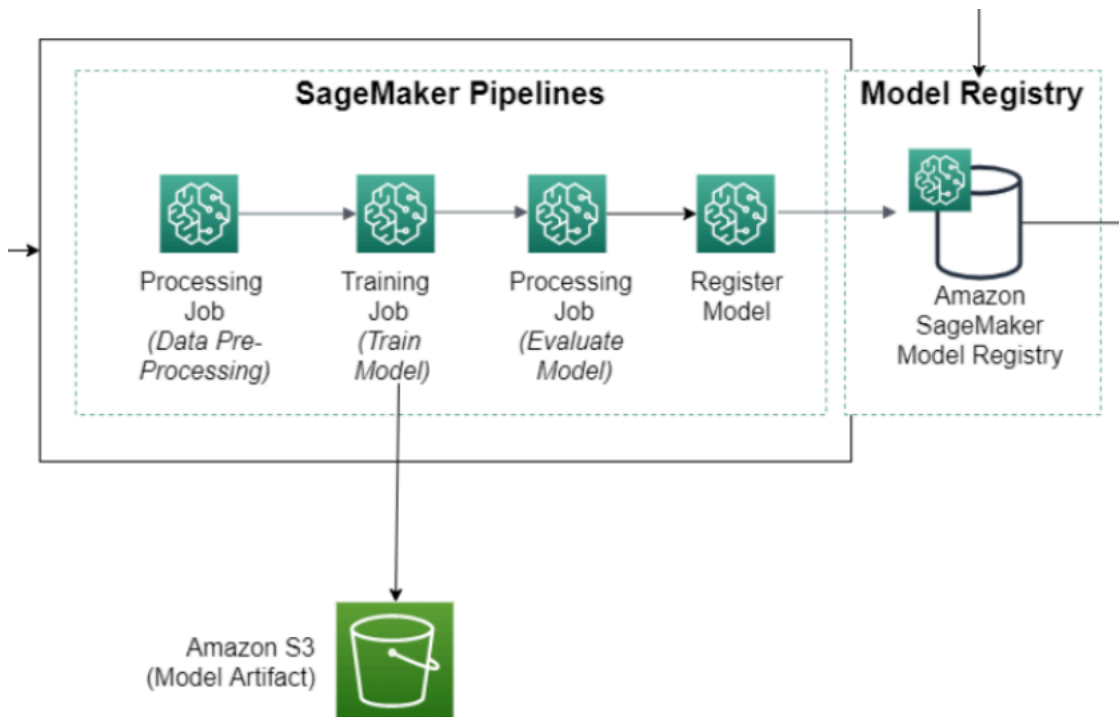 SageMaker Pipelines
Model Registry
Processing
Job
(Data Pre-
Processing)
Training
Job
(Train
Model)
Processing
Job
(Evaluate
Model)
Register
Model
Amazon
SageMaker
Model Registry
Amazon S3
(Model Artifact)